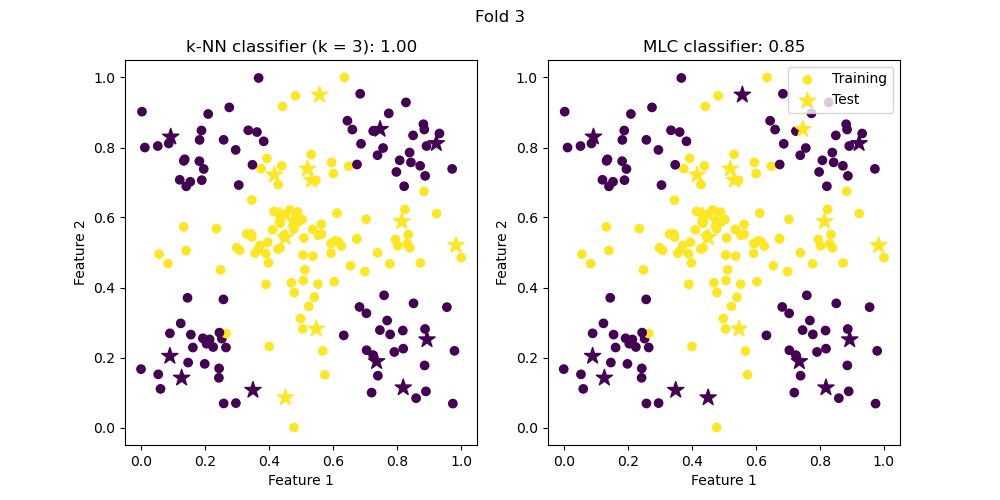 Fold 3
k-NN classifier (k = 3): 1.00
1.0
0.8
0.6
0.4
0.2
0.0
Feature 2
0.0 0.2 0.4 0.6 0.8 1.0
Feature 1
MLC classifier: 0.85
Training
Test
1.0
0.8
0.6
0.4
0.2
0.0
Feature 2
0.0 0.2 0.4 0.6 0.8 1.0
Feature 1